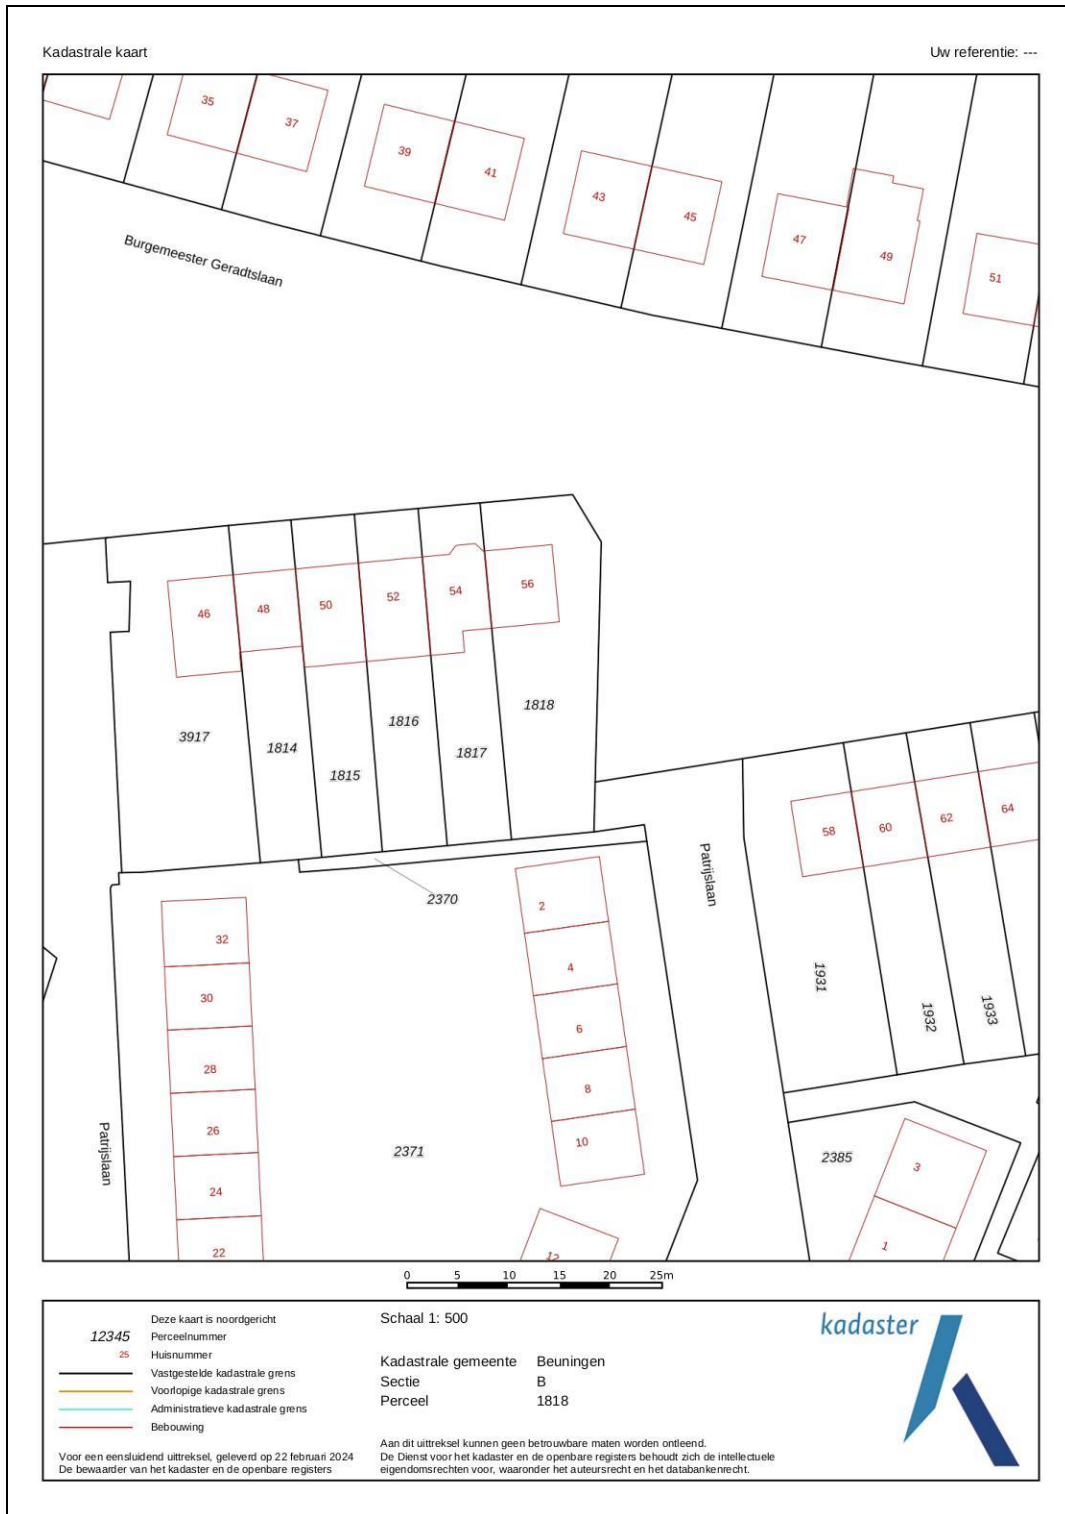 Kadastrale kaart
Uw referentie: ---
35
37
39
41
43
45
47
49
51
Burgemeester Geradtslaan
46
48
50
52
54
56
3917
1814
1815
1816
1817
1818
58
60
62
64
Patrijslaan
2370
2
4
6
8
10
12
32
30
28
26
24
22
Patrijslaan
2371
1931
1932
1933
2385
3
1
0 5 10 15 20 25m
Deze kaart is noordgericht
12345 Perceelnummer
25 Huisnummer
Vastgestelde kadastrale grens
Voorlopige kadastrale grens
Administratieve kadastrale grens
Bebouwing
Voor een eensluidend uittreksel, geleverd op 22 februari 2024
De bewaarder van het kadaster en de openbare registers
Schaal 1: 500
Kadastrale gemeente Beuningen
Sectie B
Perceel 1818
Aan dit uittreksel kunnen geen betrouwbare maten worden ontleend.
De Dienst voor het kadaster en de openbare registers behoudt zich de intellectuele
eigendomsrechten voor, waaronder het auteursrecht en het databankenrecht.
kadaster